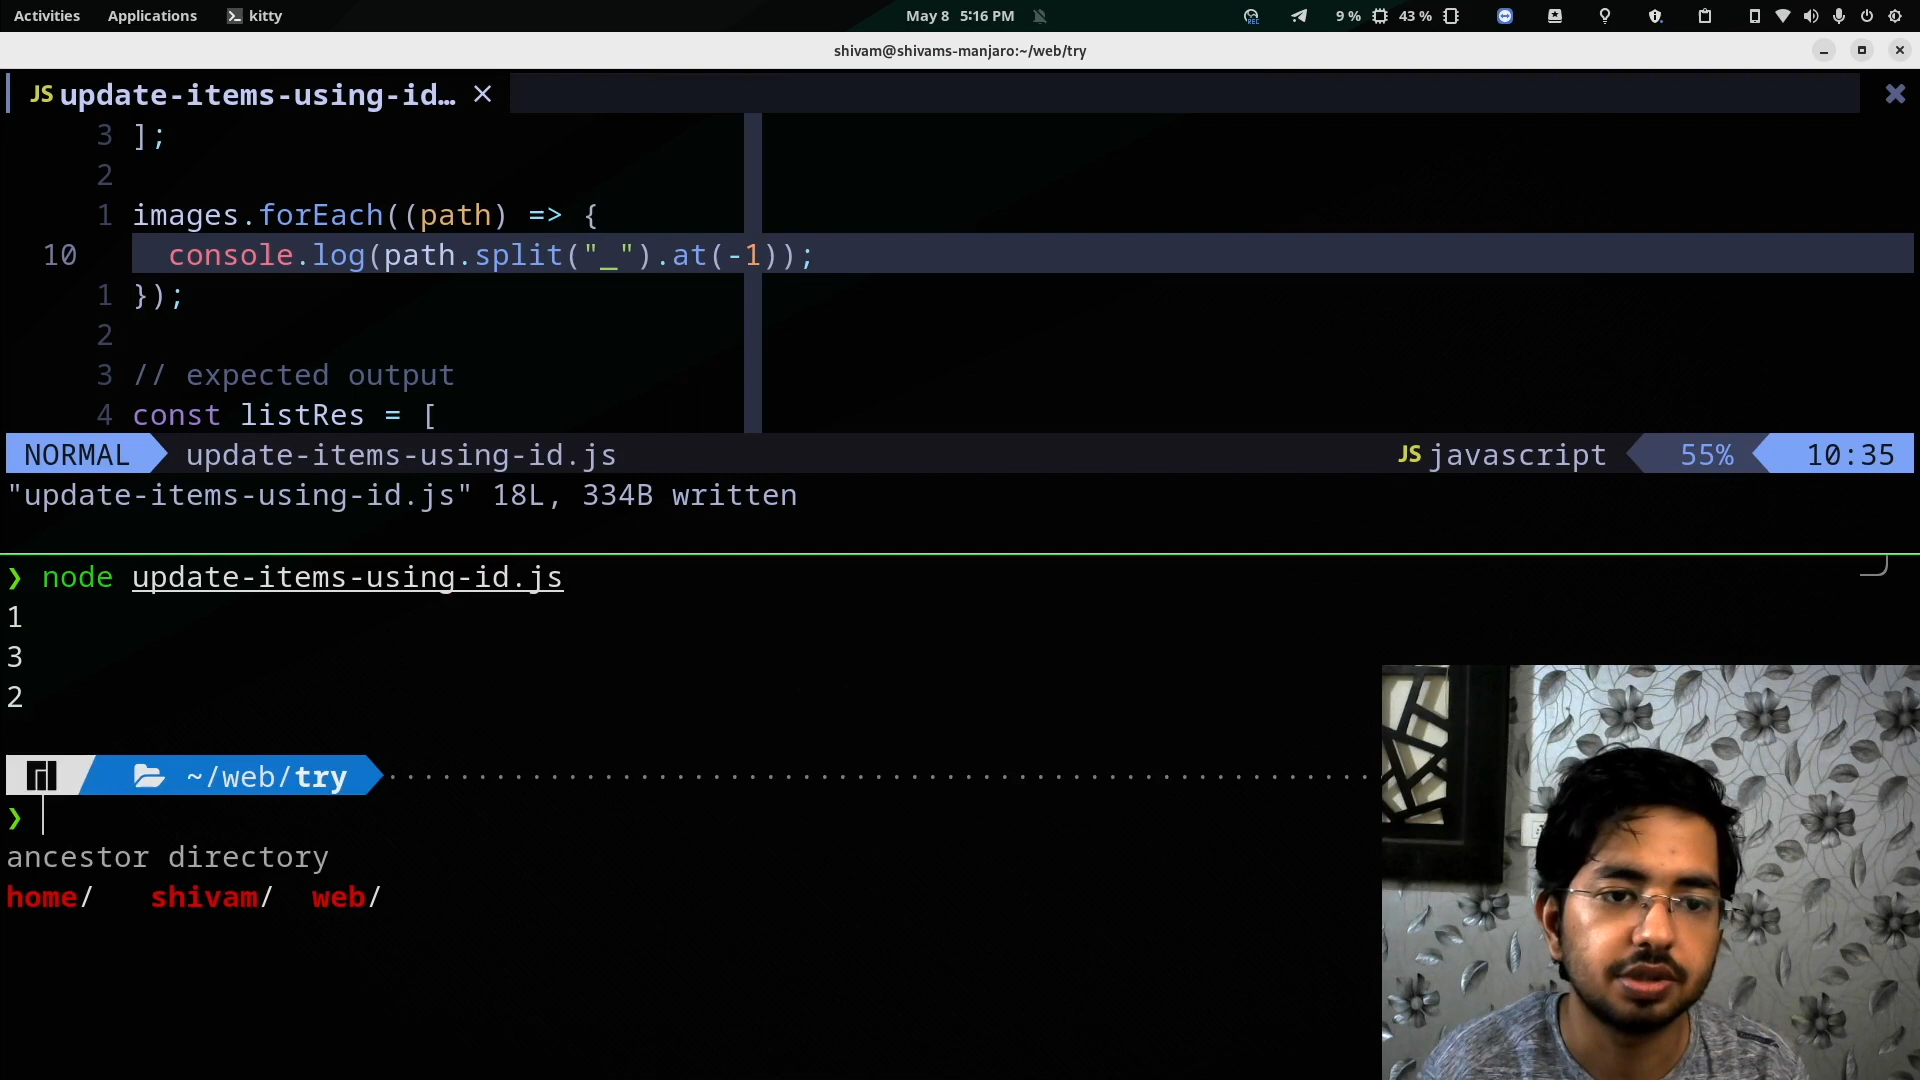 Activities Applications kitty May 8 5:16 PM REC 9 % 43 %
shivam@shivams-manjaro:~/web/try
JS update-items-using-id…
3 ];
2
1 images.forEach((path) => {
10 console.log(path.split("_").at(-1));
1 });
2
3 // expected output
4 const listRes = [
NORMAL update-items-using-id.js JS javascript 55% 10:35
"update-items-using-id.js" 18L, 334B written
❯ node update-items-using-id.js
1
3
2
~/web/try
❯
ancestor directory
home/ shivam/ web/